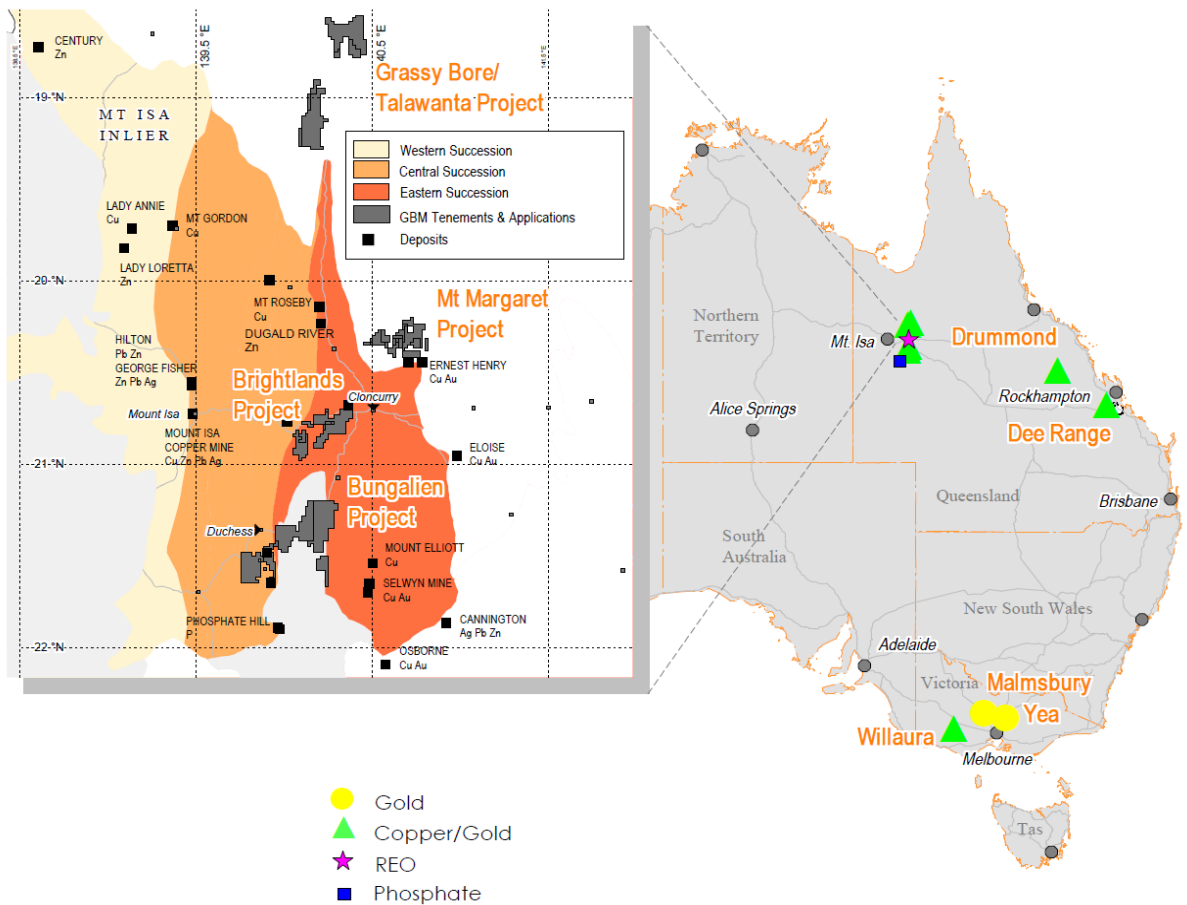 138.5 °E
139.5 °E
40.5 °E
141.5 °E
CENTURY
Zn
Grassy Bore/
Talawanta Project
-19°N
MT ISA
INLIER
Western Succession
Central Succession
Eastern Succession
GBM Tenements & Applications
Deposits
LADY ANNIE
Cu
MT GORDON
Cu
LADY LORETTA
Zn
-20°N
MT ROSEBY
Cu
DUGALD RIVER
Zn
Mt Margaret
Project
HILTON
Pb Zn
GEORGE FISHER
Zn Pb Ag
ERNEST HENRY
Cu Au
Brightlands
Project
Cloncurry
Mount Isa
MOUNT ISA
COPPER MINE
Cu Zn Pb Ag
ELOISE
Cu Au
-21°N
Bungalien
Project
Duchess
MOUNT ELLIOTT
Cu
SELWYN MINE
Cu Au
PHOSPHATE HILL
P
CANNINGTON
Ag Pb Zn
-22°N
OSBORNE
Cu Au
Northern
Territory
Mt. Isa
Drummond
Rockhampton
Alice Springs
Dee Range
Queensland
Brisbane
South
Australia
New South Wales
Adelaide
Victoria
Malmsbury
Yea
Willaura
Melbourne
Tas
Gold
Copper/Gold
REO
Phosphate